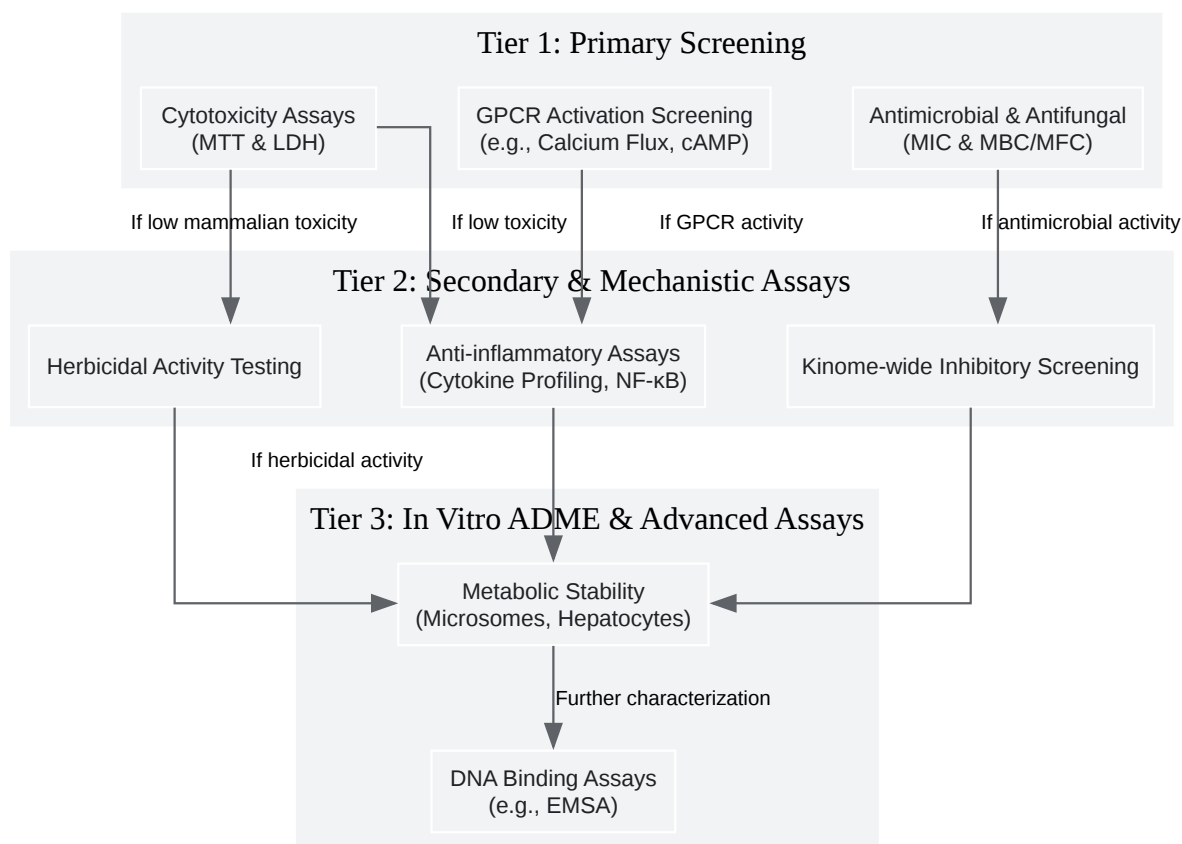 Tier 1: Primary Screening
Cytotoxicity Assays
(MTT & LDH)
GPCR Activation Screening
(e.g., Calcium Flux, cAMP)
Antimicrobial & Antifungal
(MIC & MBC/MFC)
If low mammalian toxicity
If low toxicity
If GPCR activity
If antimicrobial activity
Tier 2: Secondary & Mechanistic Assays
Herbicidal Activity Testing
Anti-inflammatory Assays
(Cytokine Profiling, NF-κB)
Kinome-wide Inhibitory Screening
If herbicidal activity
Tier 3: In Vitro ADME & Advanced Assays
Metabolic Stability
(Microsomes, Hepatocytes)
Further characterization
DNA Binding Assays
(e.g., EMSA)